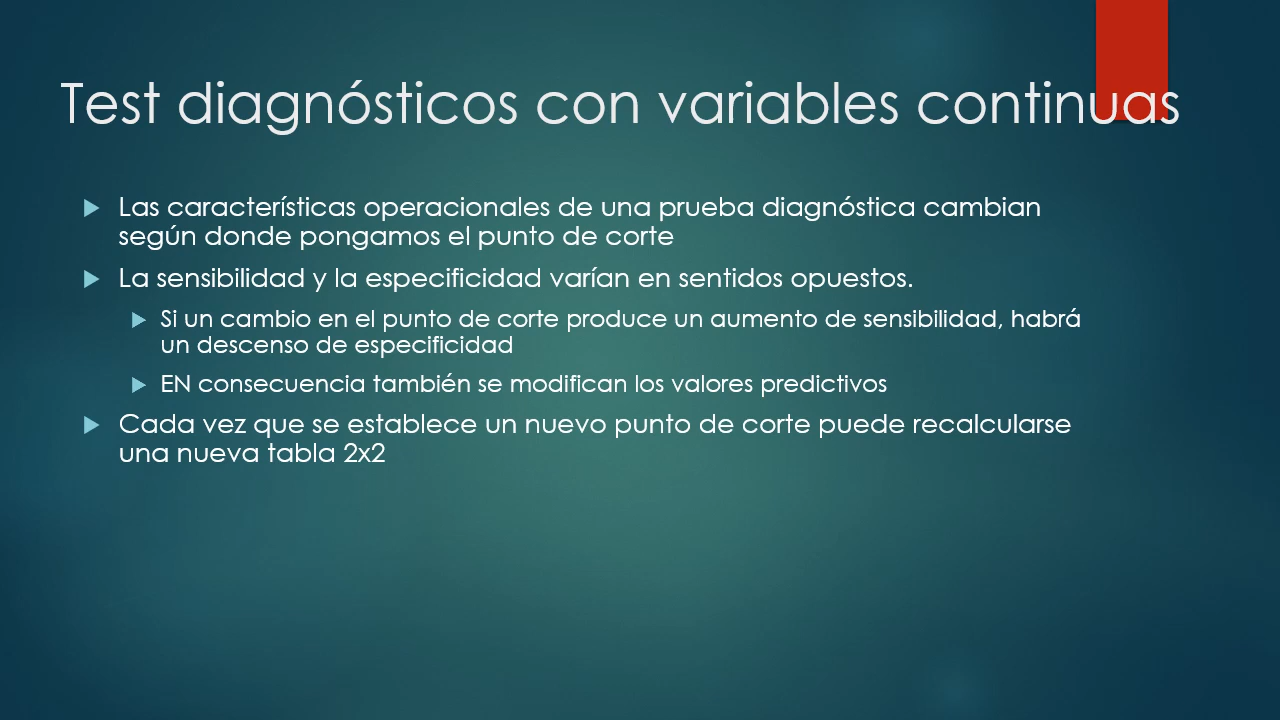 Test diagnósticos con variables continuas
Las características operacionales de una prueba diagnóstica cambian
según donde pongamos el punto de corte
La sensibilidad y la especificidad varían en sentidos opuestos.
Si un cambio en el punto de corte produce un aumento de sensibilidad, habrá
un descenso de especificidad
EN consecuencia también se modifican los valores predictivos
Cada vez que se establece un nuevo punto de corte puede recalcularse
una nueva tabla 2x2